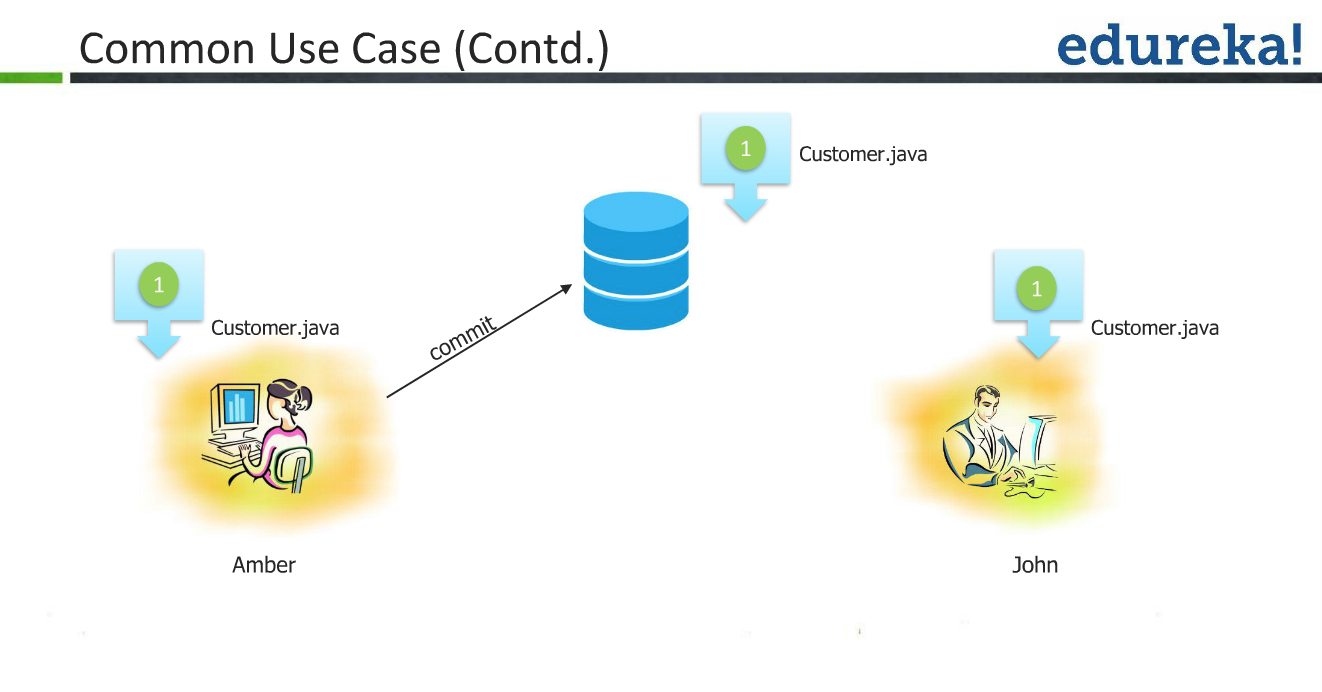 Common Use Case (Contd.)
edureka!
1
Customer.java
1
Customer.java
1
Customer.java
commit
Amber
John